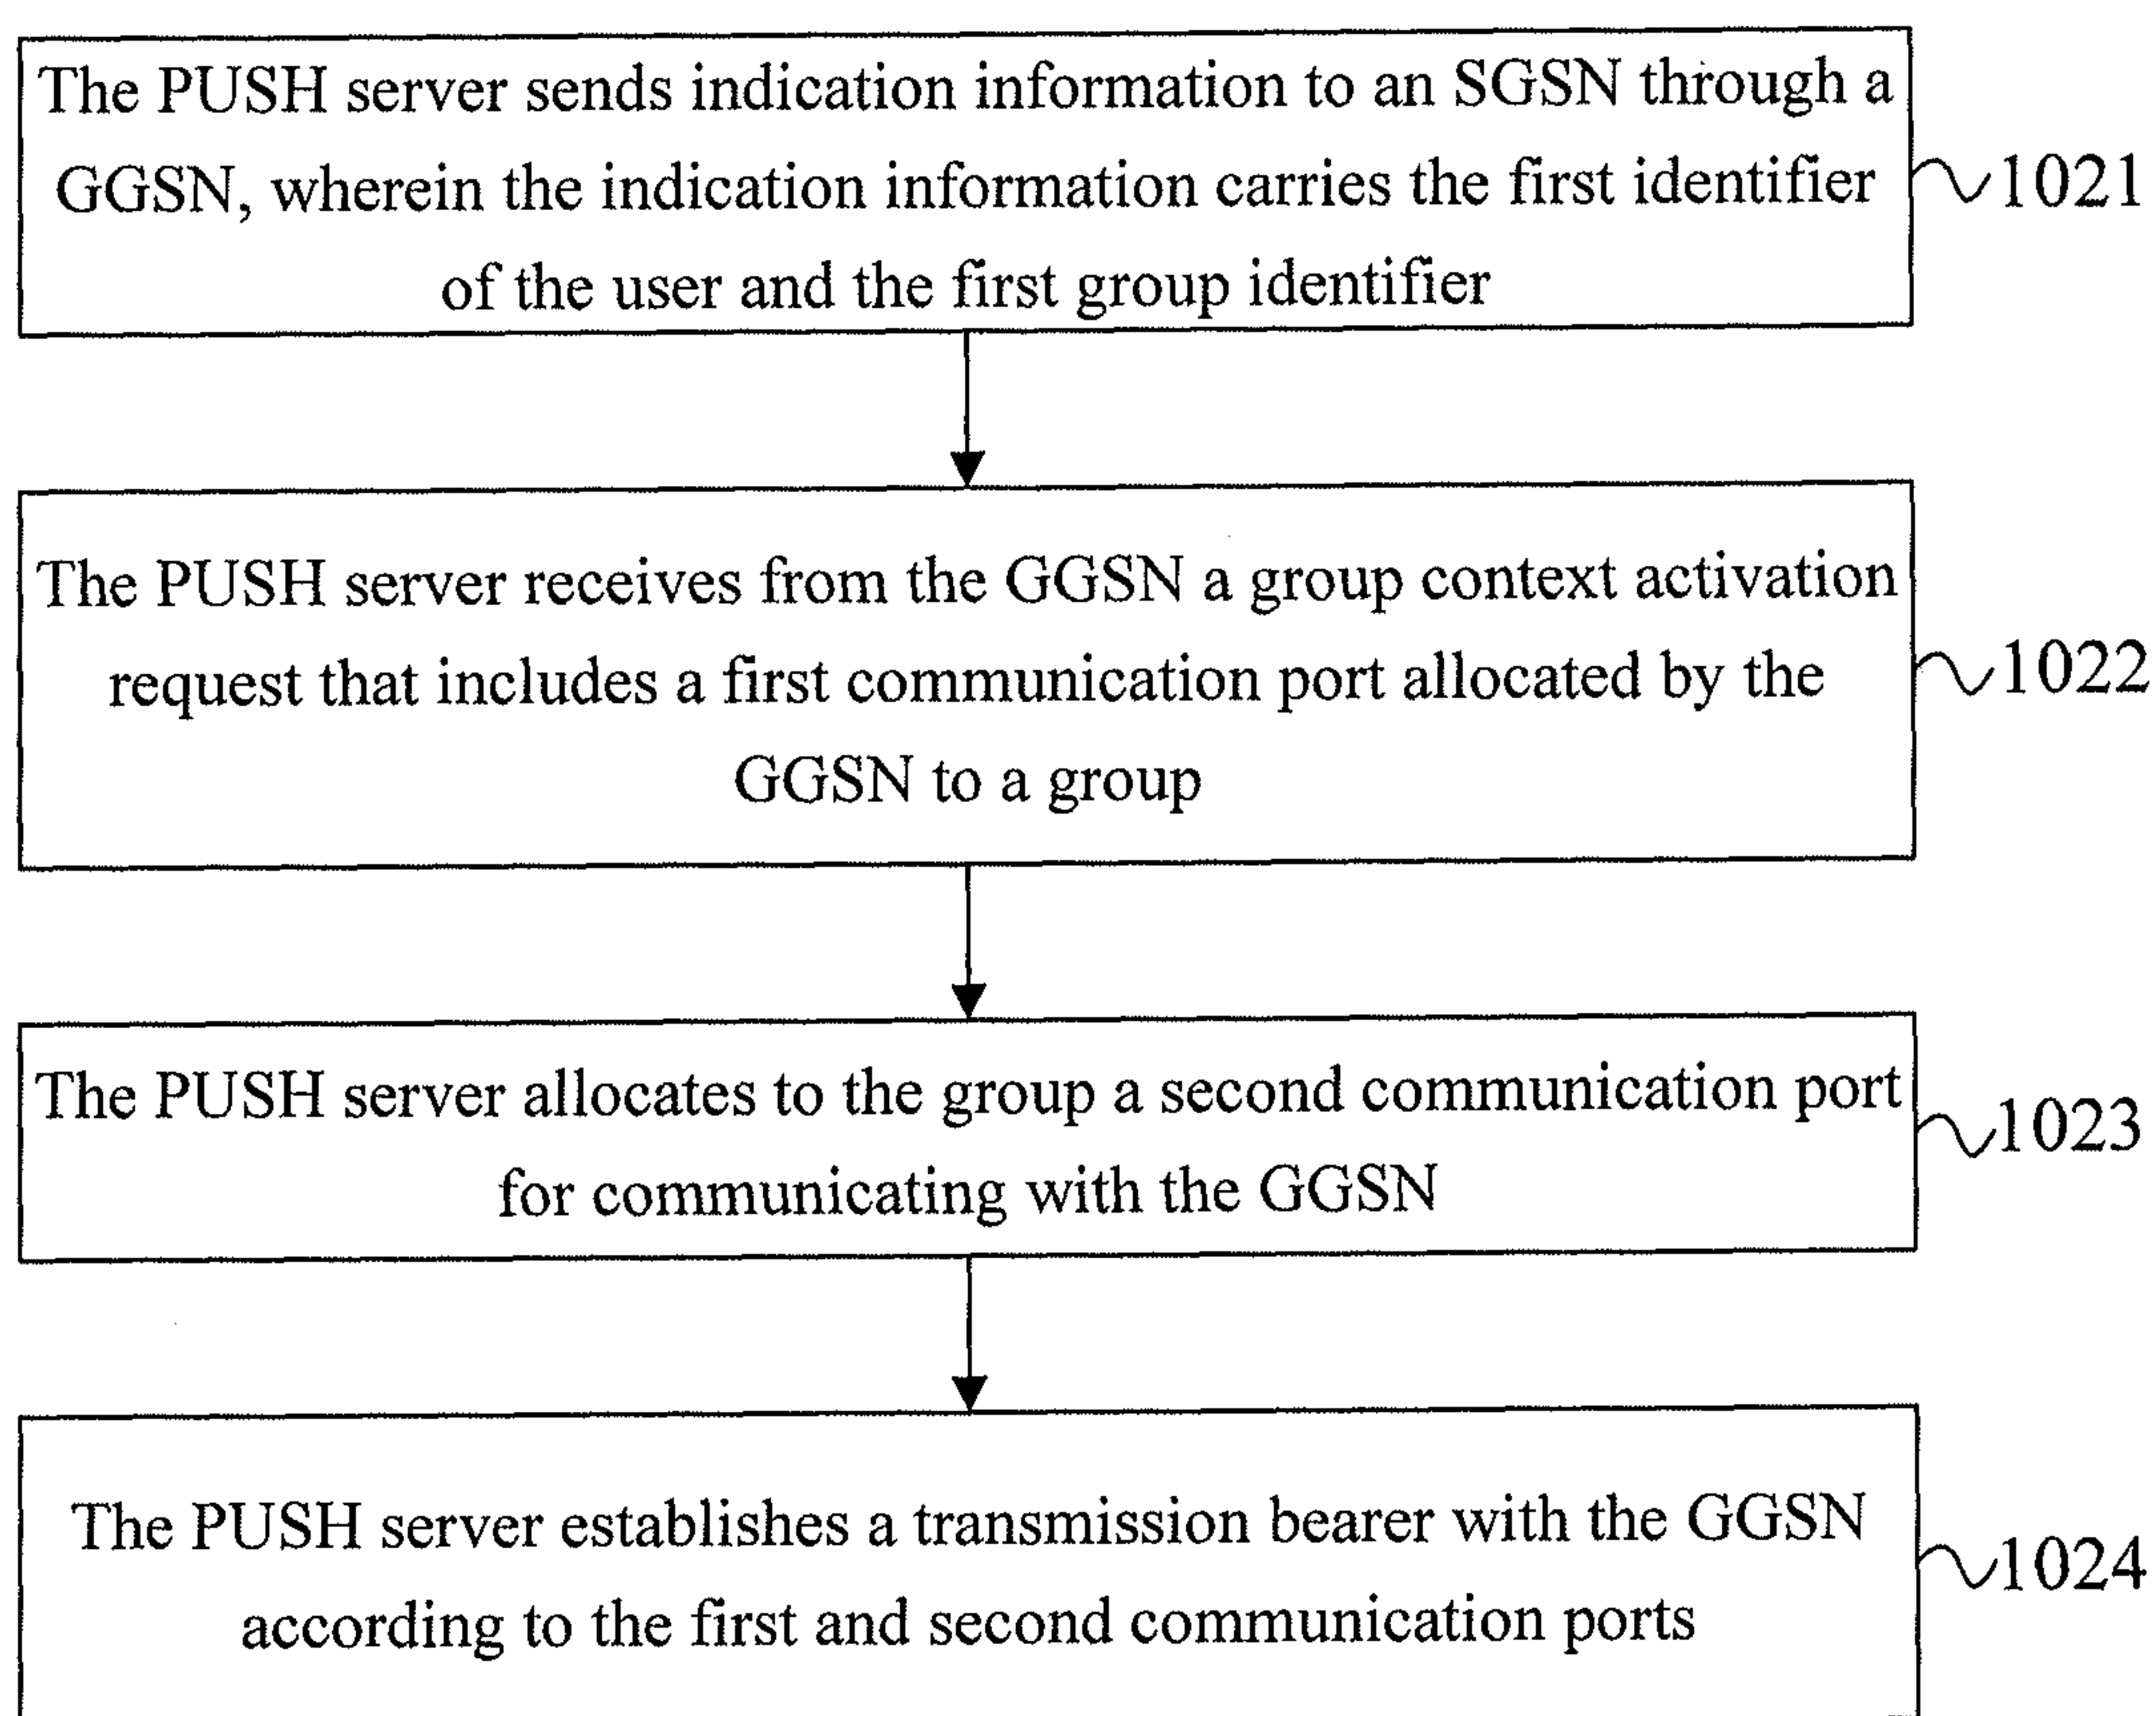 The PUSH server sends indication information to an SGSN through a
GGSN, wherein the indication information carries the first identifier
of the user and the first group identifier
1021
The PUSH server receives from the GGSN a group context activation
request that includes a first communication port allocated by the
GGSN to a group
1022
The PUSH server allocates to the group a second communication port
for communicating with the GGSN
1023
The PUSH server establishes a transmission bearer with the GGSN
according to the first and second communication ports
1024